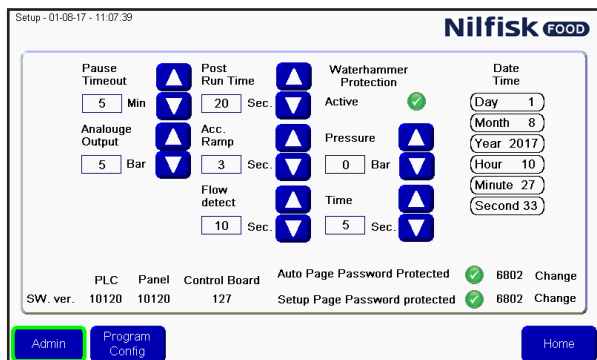 Setup - 01-08-17 - 11:07:39
Nilfisk FOOD
Pause Timeout
5 Min
Post Run Time
20 Sec.
Waterhammer Protection
Active
Date Time
Day 1
Month 8
Year 2017
Hour 10
Minute 27
Second 33
Analouge Output
5 Bar
Acc. Ramp
3 Sec.
Pressure
0 Bar
Flow detect
10 Sec.
Time
5 Sec.
PLC Panel Control Board
SW. ver. 10120 10120 127
Auto Page Password Protected 6802 Change
Setup Page Password protected 6802 Change
Admin
Program Config
Home